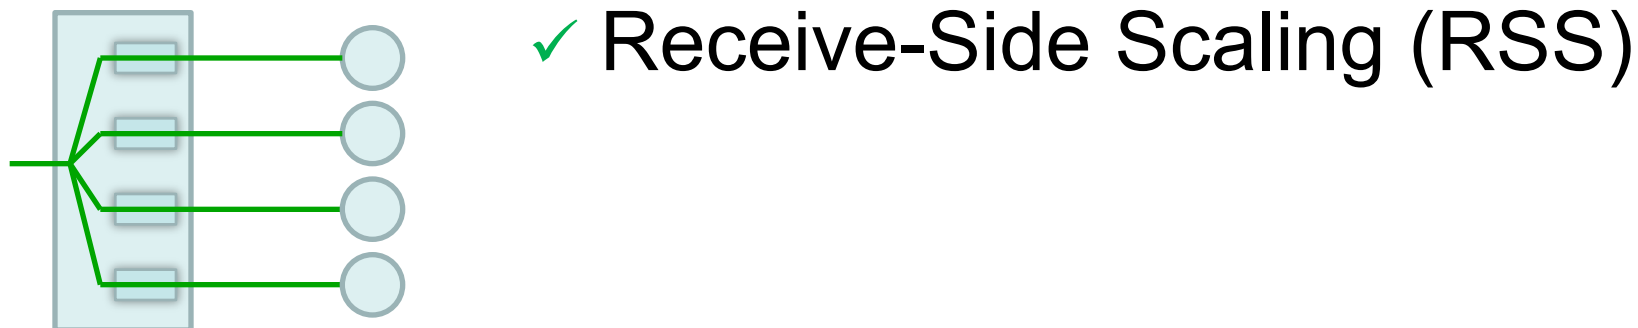 ✓ Receive-Side Scaling (RSS)